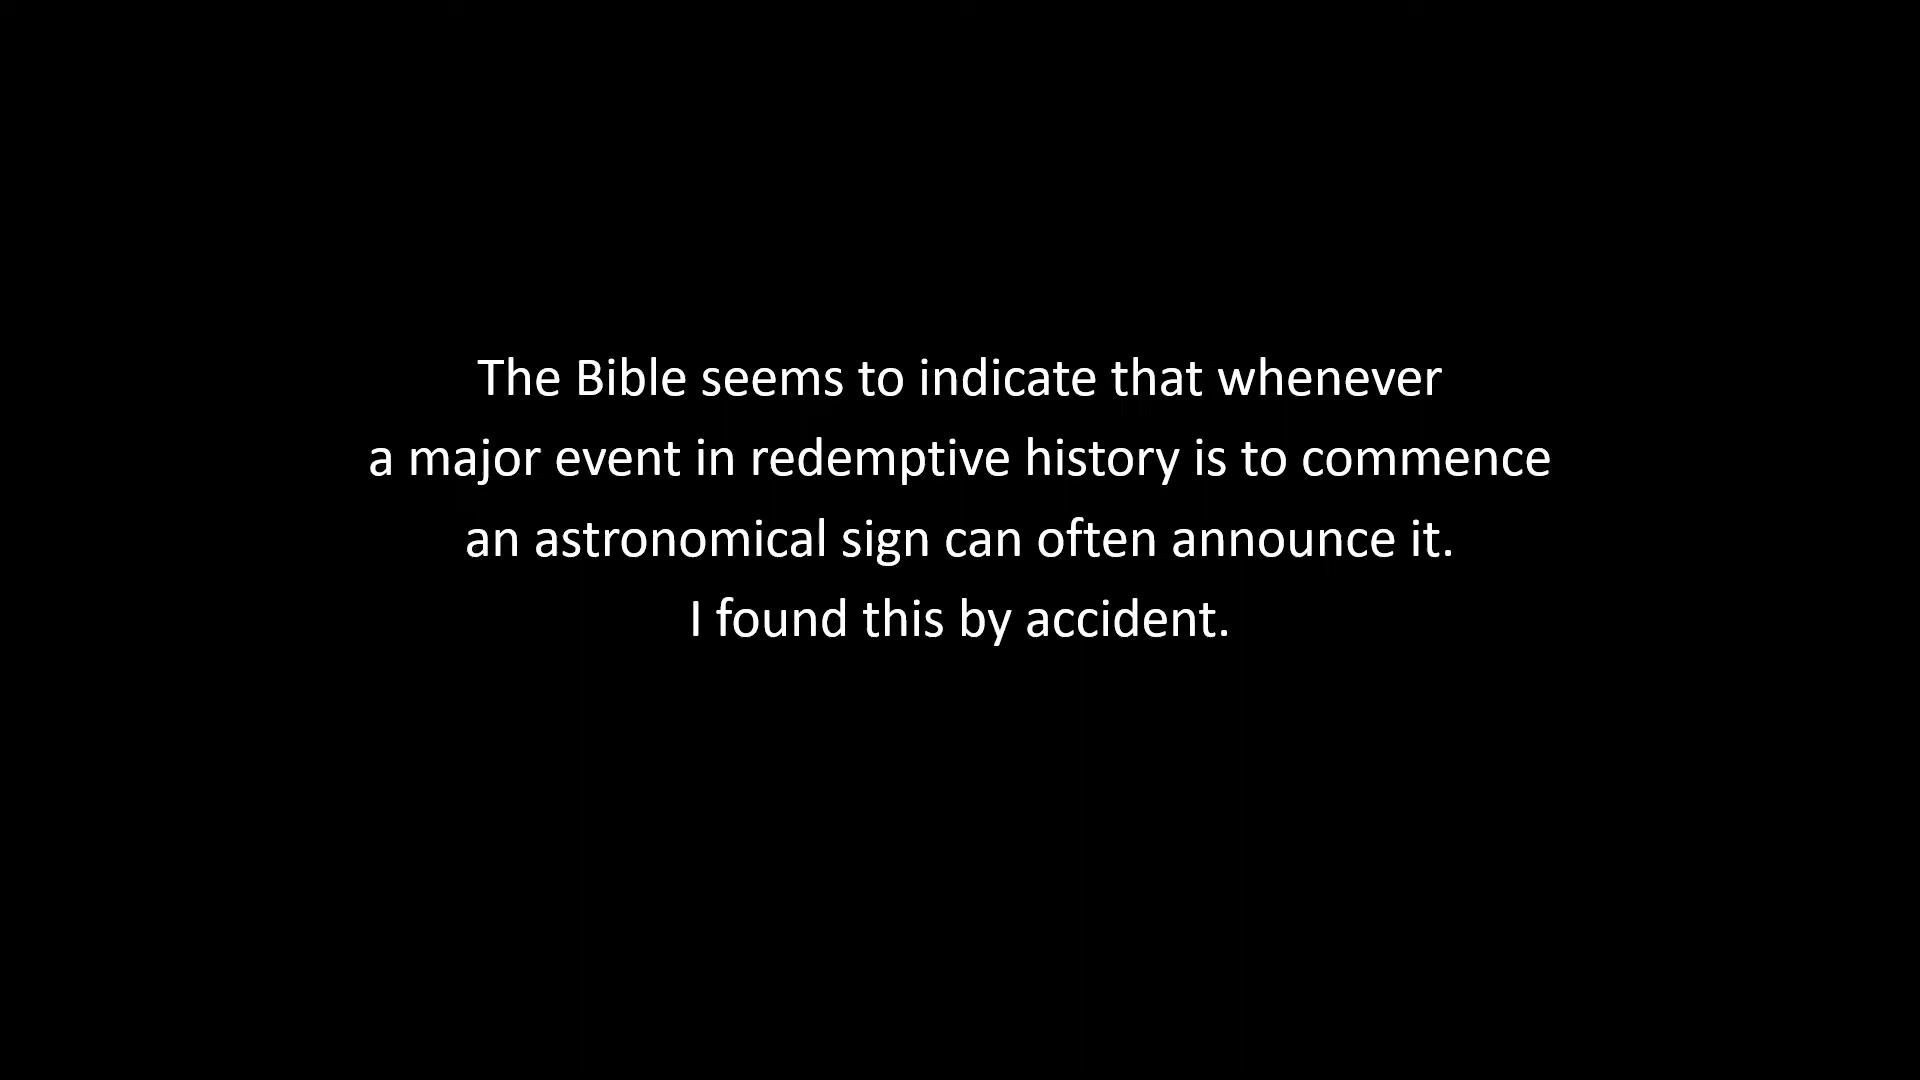 The Bible seems to indicate that whenever
a major event in redemptive history is to commence
an astronomical sign can often announce it.
I found this by accident.